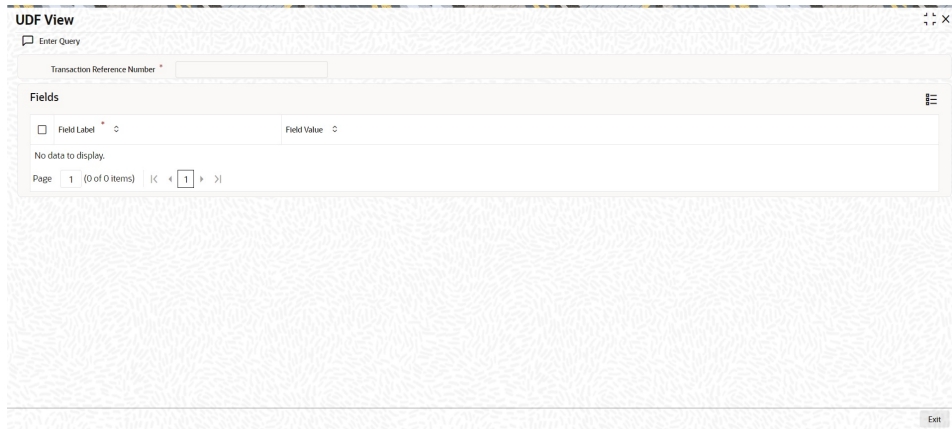 UDF View
Enter Query
Transaction Reference Number *
Fields
Field Label * Field Value
No data to display.
Page 1 (0 of 0 items) 1
Exit